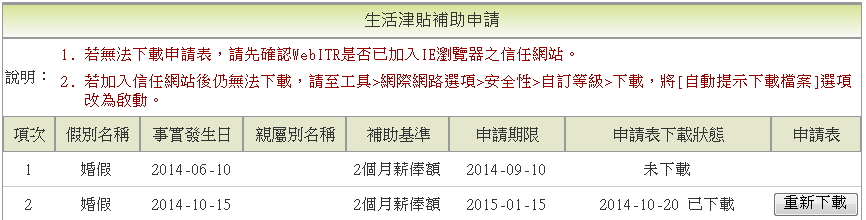 生活津貼補助申請
1. 若無法下載申請表，請先確認WebITR是否已加入IE瀏覽器之信任網站。
說明：
2. 若加入信任網站後仍無法下載，請至工具>網際網路選項>安全性>自訂等級>下載，將[自動提示下載檔案]選項
改為啟動。
項次 假別名稱 事實發生日 親屬別名稱 補助基準 申請期限 申請表下載狀態 申請表
1 婚假 2014-06-10 2個月薪俸額 2014-09-10 未下載
2 婚假 2014-10-15 2個月薪俸額 2015-01-15 2014-10-20 已下載 重新下載